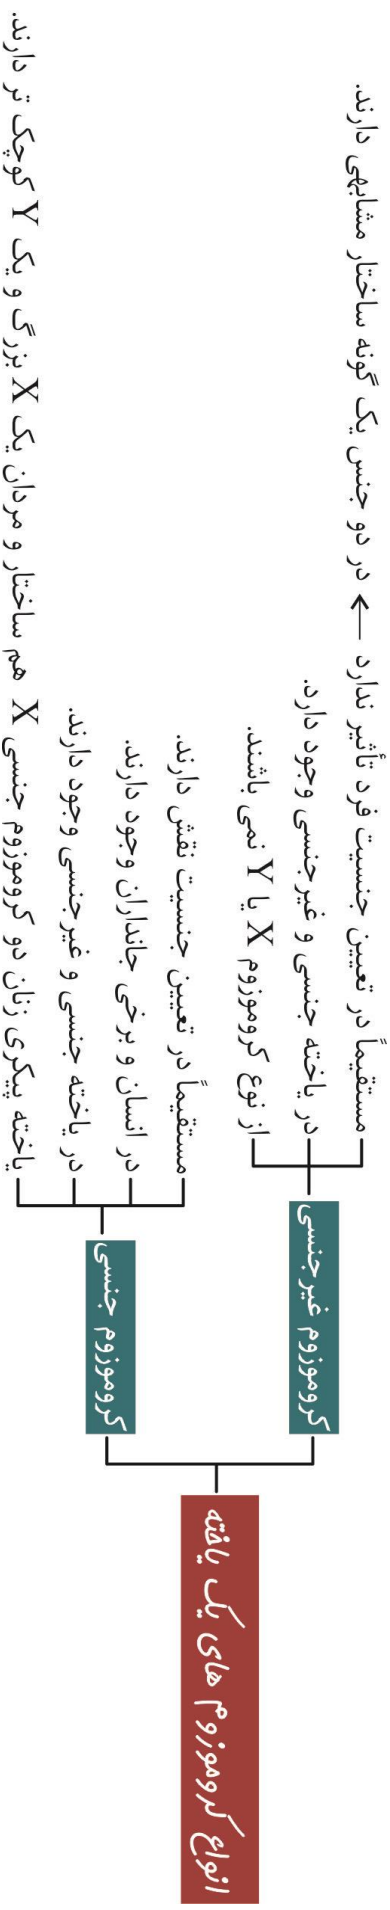 انواع کروموزوم های یک یاخته
کروموزوم غیرجنسی
مستقیماً در تعیین جنسیت فرد تأثیر ندارد ← در دو جنس یک گونه ساختار مشابهی دارند.
در یاخته جنسی و غیرجنسی وجود دارد.
از نوع کروموزوم X یا Y نمی باشند.
کروموزوم جنسی
مستقیماً در تعیین جنسیت نقش دارند.
در انسان و برخی جانداران وجود دارند.
در یاخته جنسی و غیرجنسی وجود دارند.
یاخته پیکری زنان دو کروموزوم جنسی X هم ساختار و مردان یک X بزرگ و یک Y کوچک تر دارند.